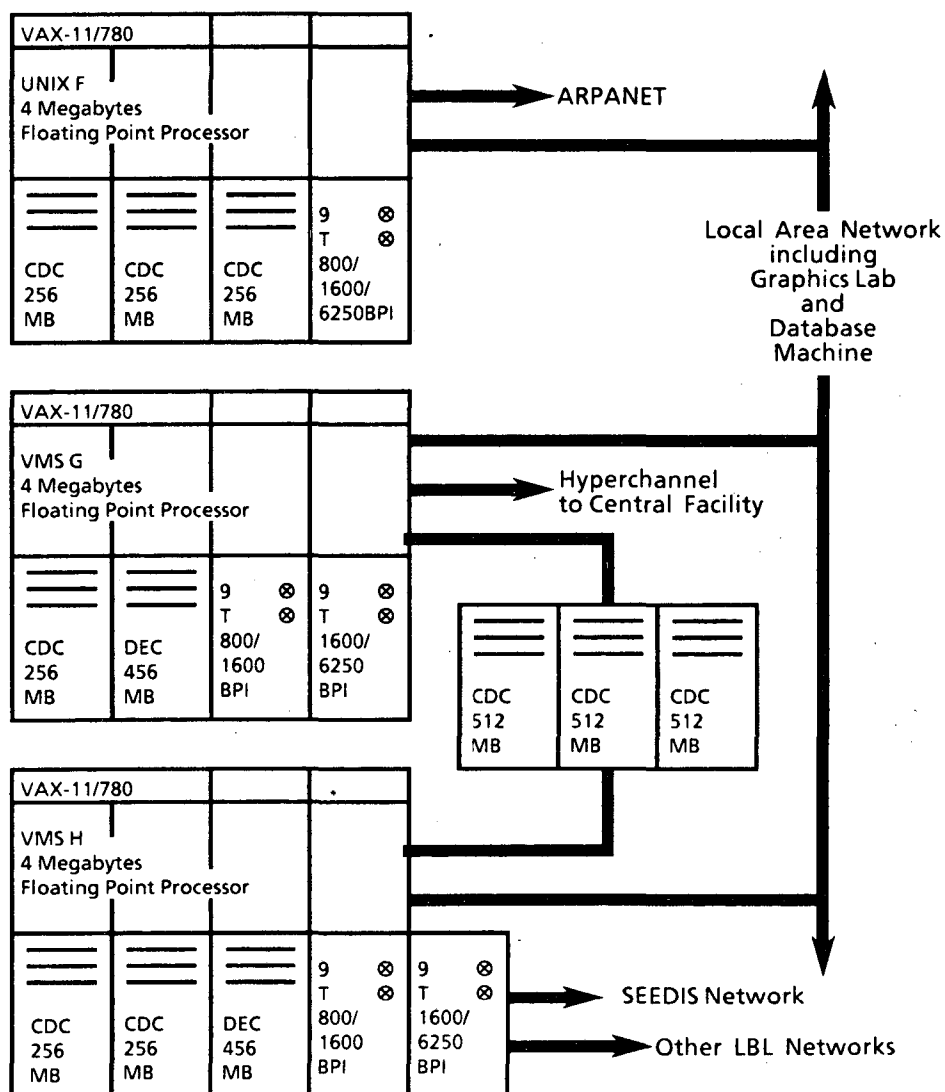 VAX-11/780
UNIX F
4 Megabytes
Floating Point Processor
CDC
256
MB
CDC
256
MB
CDC
256
MB
9
T
800/
1600/
6250BPI
ARPANET
Local Area Network
including
Graphics Lab
and
Database
Machine
VAX-11/780
VMS G
4 Megabytes
Floating Point Processor
CDC
256
MB
DEC
456
MB
9
T
800/
1600
BPI
9
T
1600/
6250
BPI
Hyperchannel
to Central Facility
CDC
512
MB
CDC
512
MB
CDC
512
MB
VAX-11/780
VMS H
4 Megabytes
Floating Point Processor
CDC
256
MB
CDC
256
MB
DEC
456
MB
9
T
800/
1600
BPI
9
T
1600/
6250
BPI
SEEDIS Network
Other LBL Networks